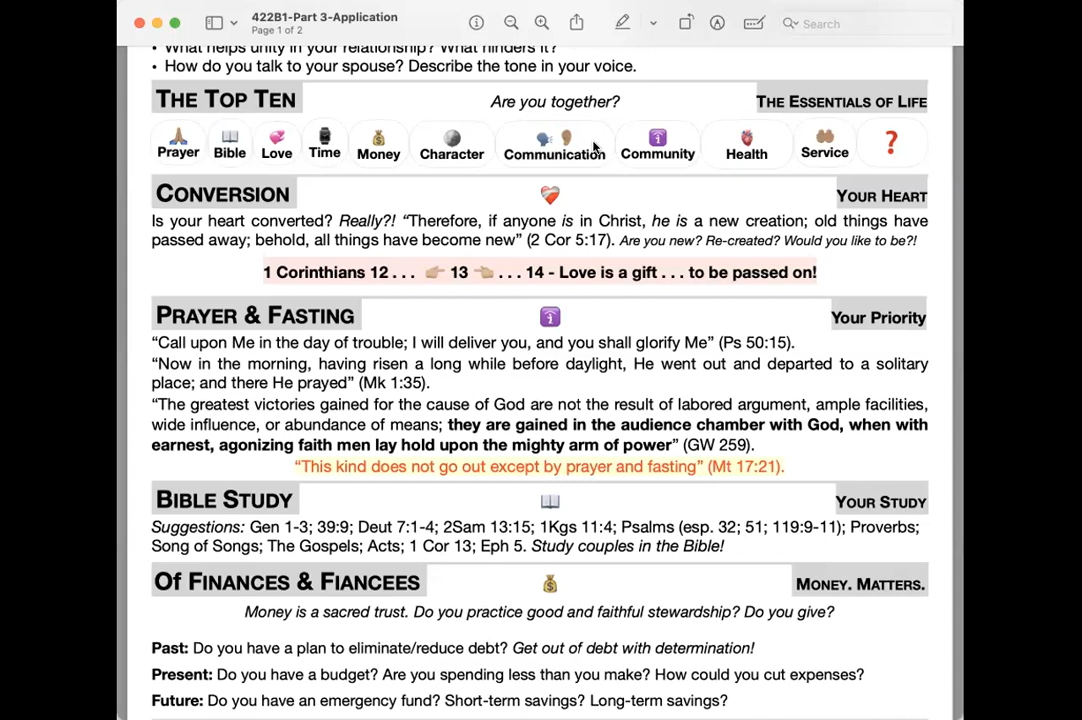 422B1-Part 3-Application
Page 1 of 2
Search
• What helps unity in your relationship? What hinders it?
• How do you talk to your spouse? Describe the tone in your voice.
THE TOP TEN Are you together? THE ESSENTIALS OF LIFE
Prayer Bible Love Time Money Character Communication Community Health Service ❓
CONVERSION YOUR HEART
Is your heart converted? Really?! “Therefore, if anyone is in Christ, he is a new creation; old things have
passed away; behold, all things have become new” (2 Cor 5:17). Are you new? Re-created? Would you like to be?!
1 Corinthians 12 . . . 👉🏼 13 👈🏼 . . . 14 - Love is a gift . . . to be passed on!
PRAYER & FASTING Your Priority
“Call upon Me in the day of trouble; I will deliver you, and you shall glorify Me” (Ps 50:15).
“Now in the morning, having risen a long while before daylight, He went out and departed to a solitary
place; and there He prayed” (Mk 1:35).
“The greatest victories gained for the cause of God are not the result of labored argument, ample facilities,
wide influence, or abundance of means; they are gained in the audience chamber with God, when with
earnest, agonizing faith men lay hold upon the mighty arm of power” (GW 259).
“This kind does not go out except by prayer and fasting” (Mt 17:21).
BIBLE STUDY YOUR STUDY
Suggestions: Gen 1-3; 39:9; Deut 7:1-4; 2Sam 13:15; 1Kgs 11:4; Psalms (esp. 32; 51; 119:9-11); Proverbs;
Song of Songs; The Gospels; Acts; 1 Cor 13; Eph 5. Study couples in the Bible!
Of FINANCES & FIANCEES MONEY. MATTERS.
Money is a sacred trust. Do you practice good and faithful stewardship? Do you give?
Past: Do you have a plan to eliminate/reduce debt? Get out of debt with determination!
Present: Do you have a budget? Are you spending less than you make? How could you cut expenses?
Future: Do you have an emergency fund? Short-term savings? Long-term savings?